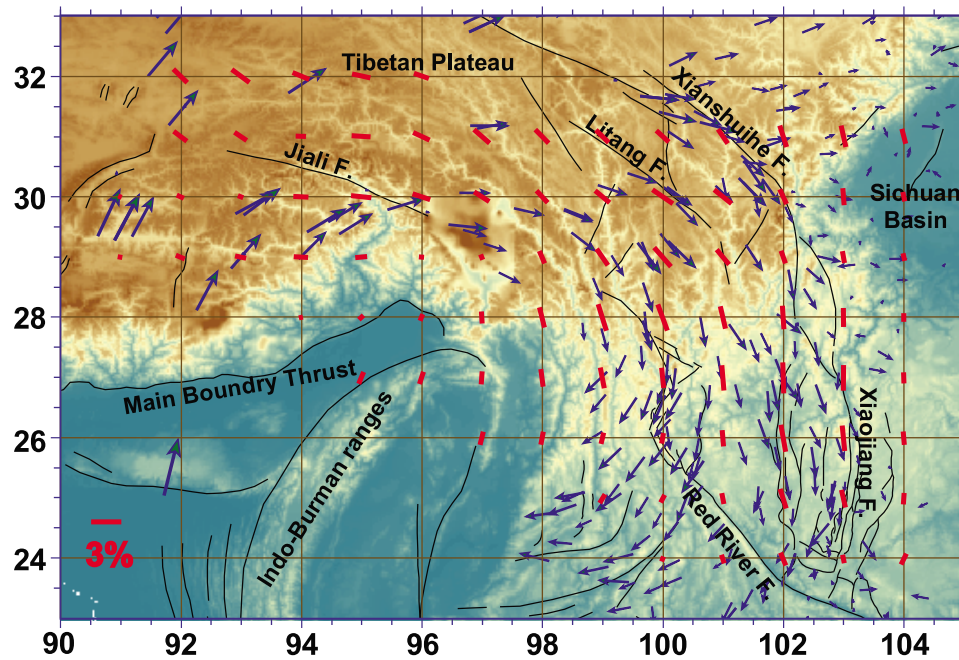 32
30
28
26
24
90
92
94
96
98
100
102
104
Tibetan Plateau
Xianshuihe F.
Litang F.
Jiali F.
Sichuan
Basin
Main Boundry Thrust
Indo-Burman ranges
Xiaojiang F.
Red River F.
3%